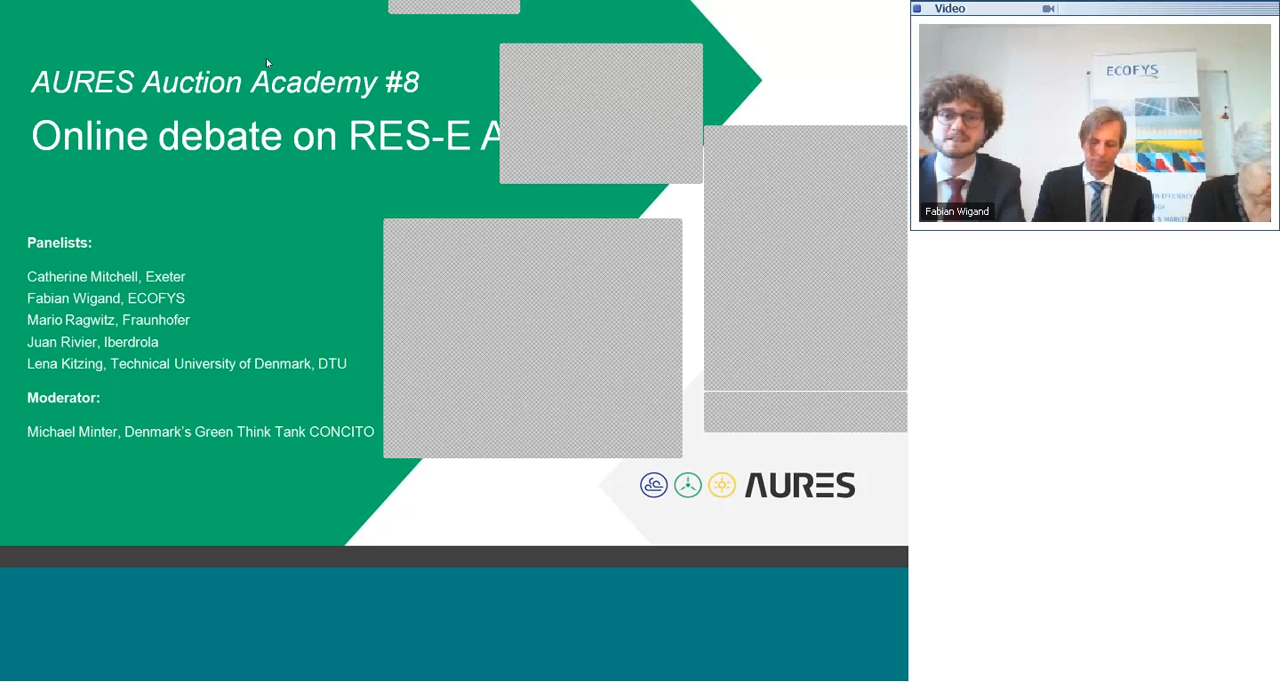 AURES Auction Academy #8
Online debate on RES-E
Panelists:
Catherine Mitchell, Exeter
Fabian Wigand, ECOFYS
Mario Ragwitz, Fraunhofer
Juan Rivier, Iberdrola
Lena Kitzing, Technical University of Denmark, DTU
Moderator:
Michael Minter, Denmark's Green Think Tank CONCITO
AURES
Video
ECOFYS
Fabian Wigand